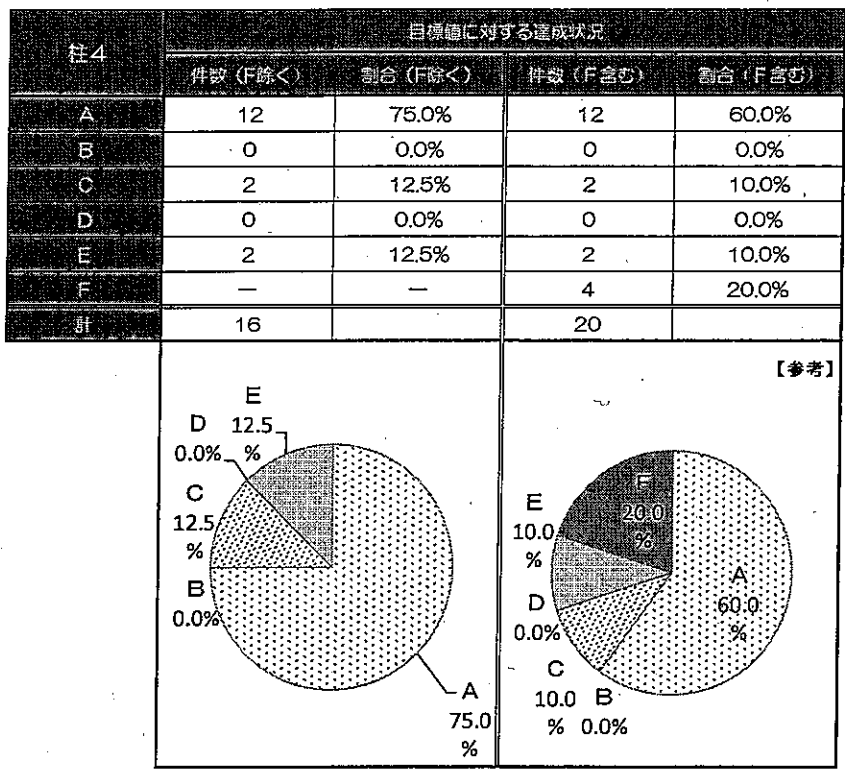 柱4 目標値に対する達成状況
件数(F除く) 割合(F除く) 件数(F含む) 割合(F含む)
A 12 75.0% 12 60.0%
B 0 0.0% 0 0.0%
C 2 12.5% 2 10.0%
D 0 0.0% 0 0.0%
E 2 12.5% 2 10.0%
F — — 4 20.0%
計 16 20
【参考】
E
12.5
%
D
0.0%
C
12.5
%
B
0.0%
A
75.0
%
F
20.0
%
E
10.0
%
D
0.0%
C
10.0
%
B
0.0%
A
60.0
%